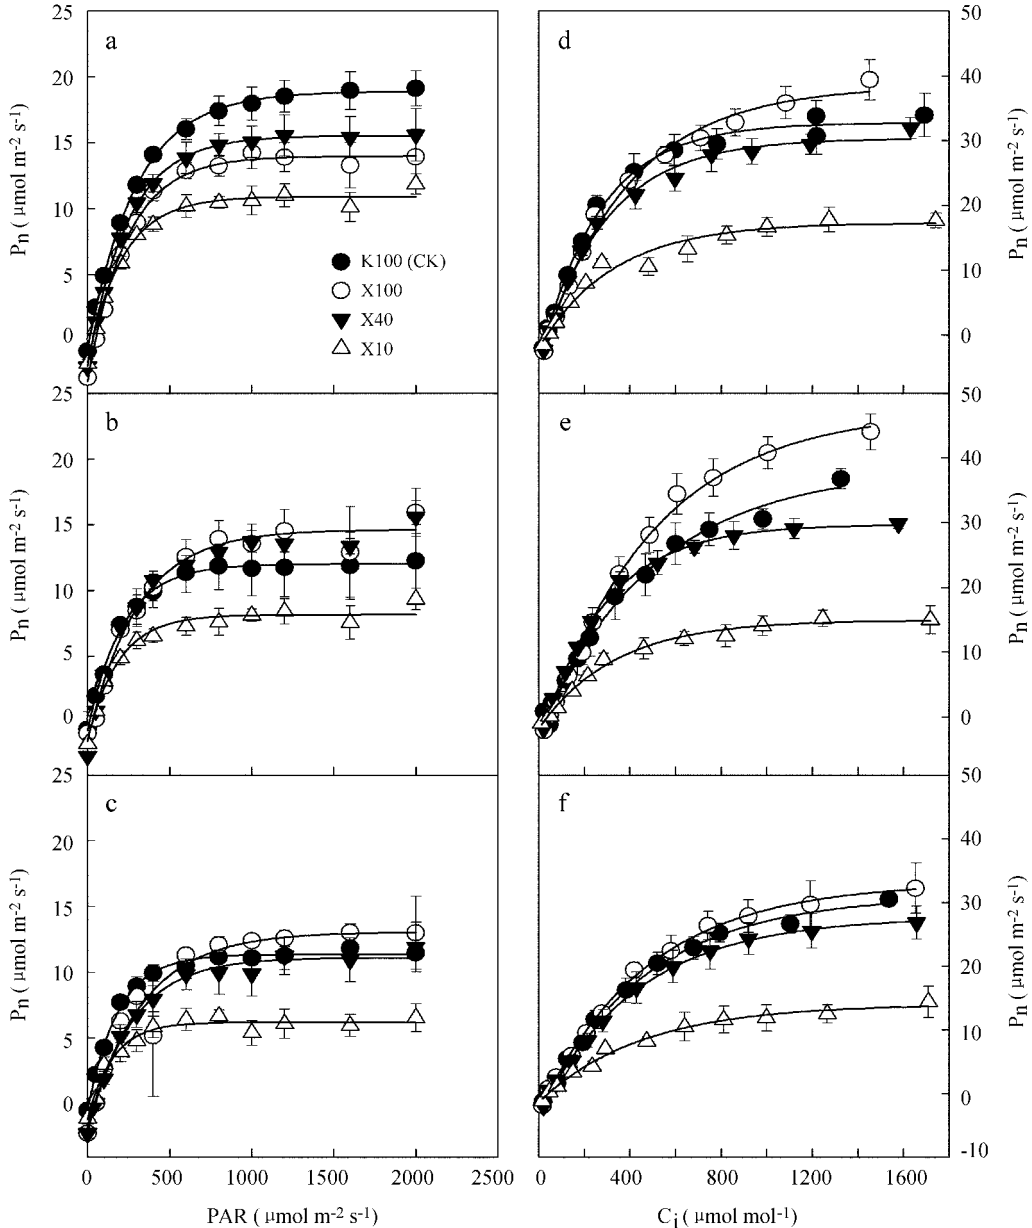 a
25
20
15
10
5
0
Pn ( μmol m-2 s-1)
K100 (CK)
X100
X40
X10
d
50
40
30
20
10
0
Pn ( μmol m-2 s-1)
b
25
20
15
10
5
0
Pn ( μmol m-2 s-1)
e
50
40
30
20
10
0
Pn ( μmol m-2 s-1)
c
25
20
15
10
5
0
Pn ( μmol m-2 s-1)
f
50
40
30
20
10
0
-10
Pn ( μmol m-2 s-1)
0 500 1000 1500 2000 2500
PAR ( μmol m-2 s-1)
0 400 800 1200 1600
Ci ( μmol mol-1)